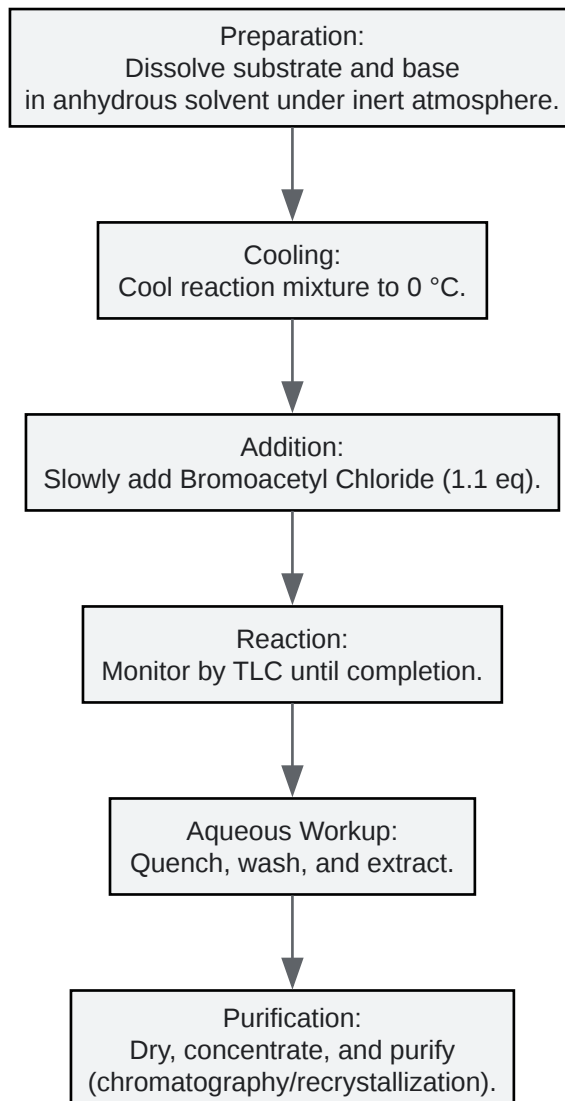 Preparation:
Dissolve substrate and base
in anhydrous solvent under inert atmosphere.
Cooling:
Cool reaction mixture to 0 °C.
Addition:
Slowly add Bromoacetyl Chloride (1.1 eq).
Reaction:
Monitor by TLC until completion.
Aqueous Workup:
Quench, wash, and extract.
Purification:
Dry, concentrate, and purify
(chromatography/recrystallization).